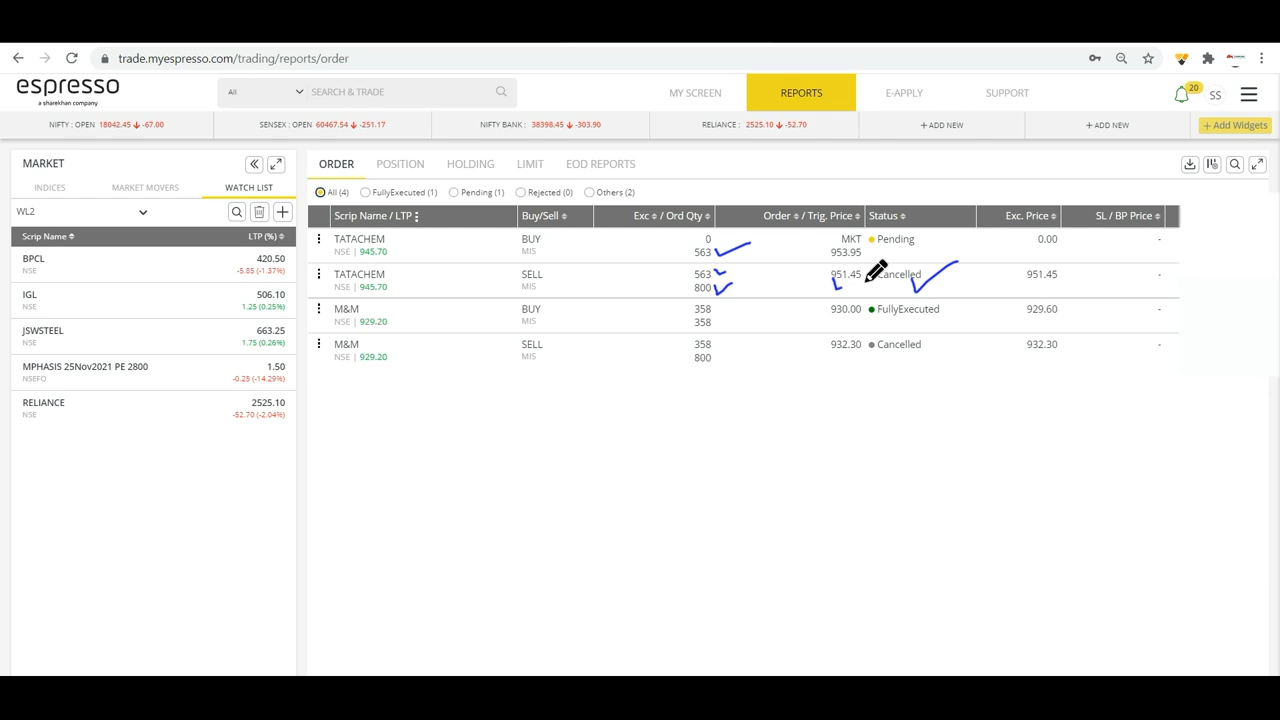 trade.myespresso.com/trading/reports/order
espresso
a sharekhan company
All SEARCH & TRADE
MY SCREEN REPORTS E-APPLY SUPPORT
20 SS
NIFTY : OPEN 18042.45 -67.00 SENSEX : OPEN 60467.54 -251.17 NIFTY BANK : 38398.45 -303.90 RELIANCE : 2525.10 -52.70 + ADD NEW + ADD NEW + Add Widgets
MARKET
INDICES MARKET MOVERS WATCH LIST
WL2
Scrip Name LTP (%)
BPCL 420.50
NSE -5.85 (-1.37%)
IGL 506.10
NSE 1.25 (0.25%)
JSWSTEEL 663.25
NSE 1.75 (0.26%)
MPHASIS 25Nov2021 PE 2800 1.50
NSEFO -0.25 (-14.29%)
RELIANCE 2525.10
NSE -52.70 (-2.04%)
ORDER POSITION HOLDING LIMIT EOD REPORTS
All (4) FullyExecuted (1) Pending (1) Rejected (0) Others (2)
Scrip Name / LTP Buy/Sell Exc / Ord Qty Order / Trig. Price Status Exc. Price SL / BP Price
TATACHEM BUY 0 MKT Pending 0.00 -
NSE | 945.70 MIS 563 953.95
TATACHEM SELL 563 951.45 Cancelled 951.45 -
NSE | 945.70 MIS 800
M&M BUY 358 930.00 FullyExecuted 929.60 -
NSE | 929.20 MIS 358
M&M SELL 358 932.30 Cancelled 932.30 -
NSE | 929.20 MIS 800